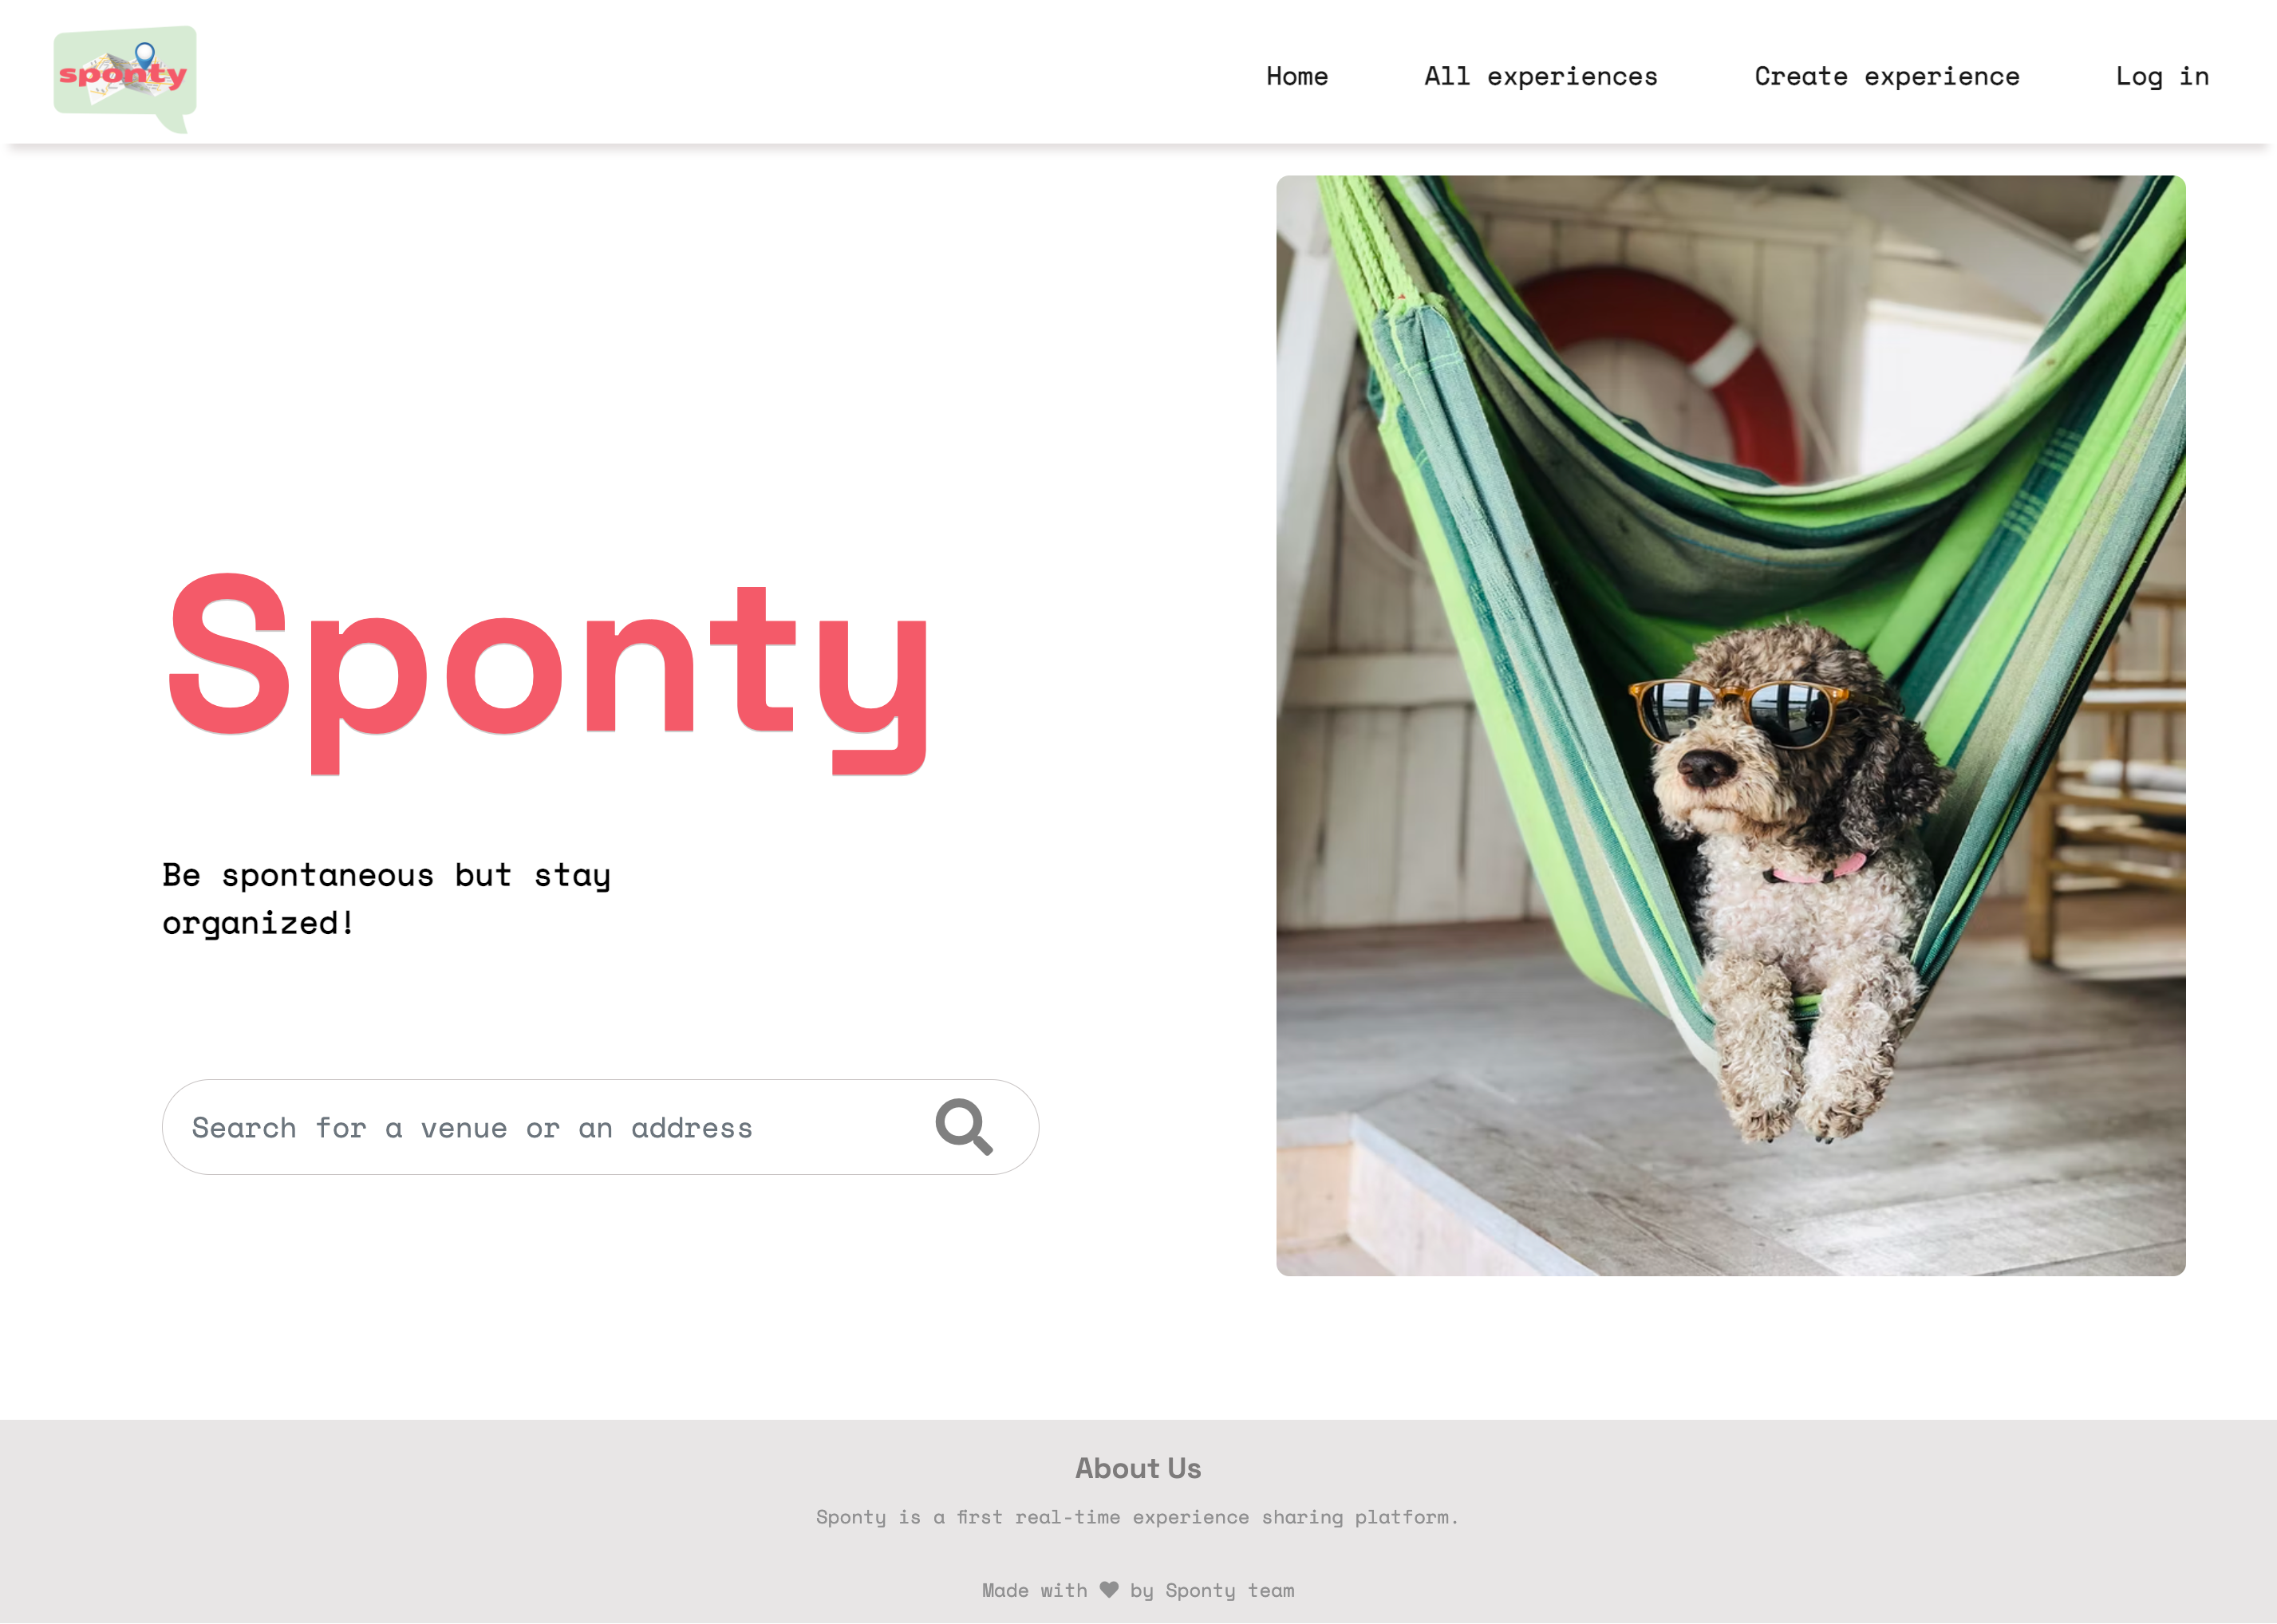 sponty
Home
All experiences
Create experience
Log in
Sponty
Be spontaneous but stay
organized!
Search for a venue or an address
About Us
Sponty is a first real-time experience sharing platform.
Made with ♥ by Sponty team